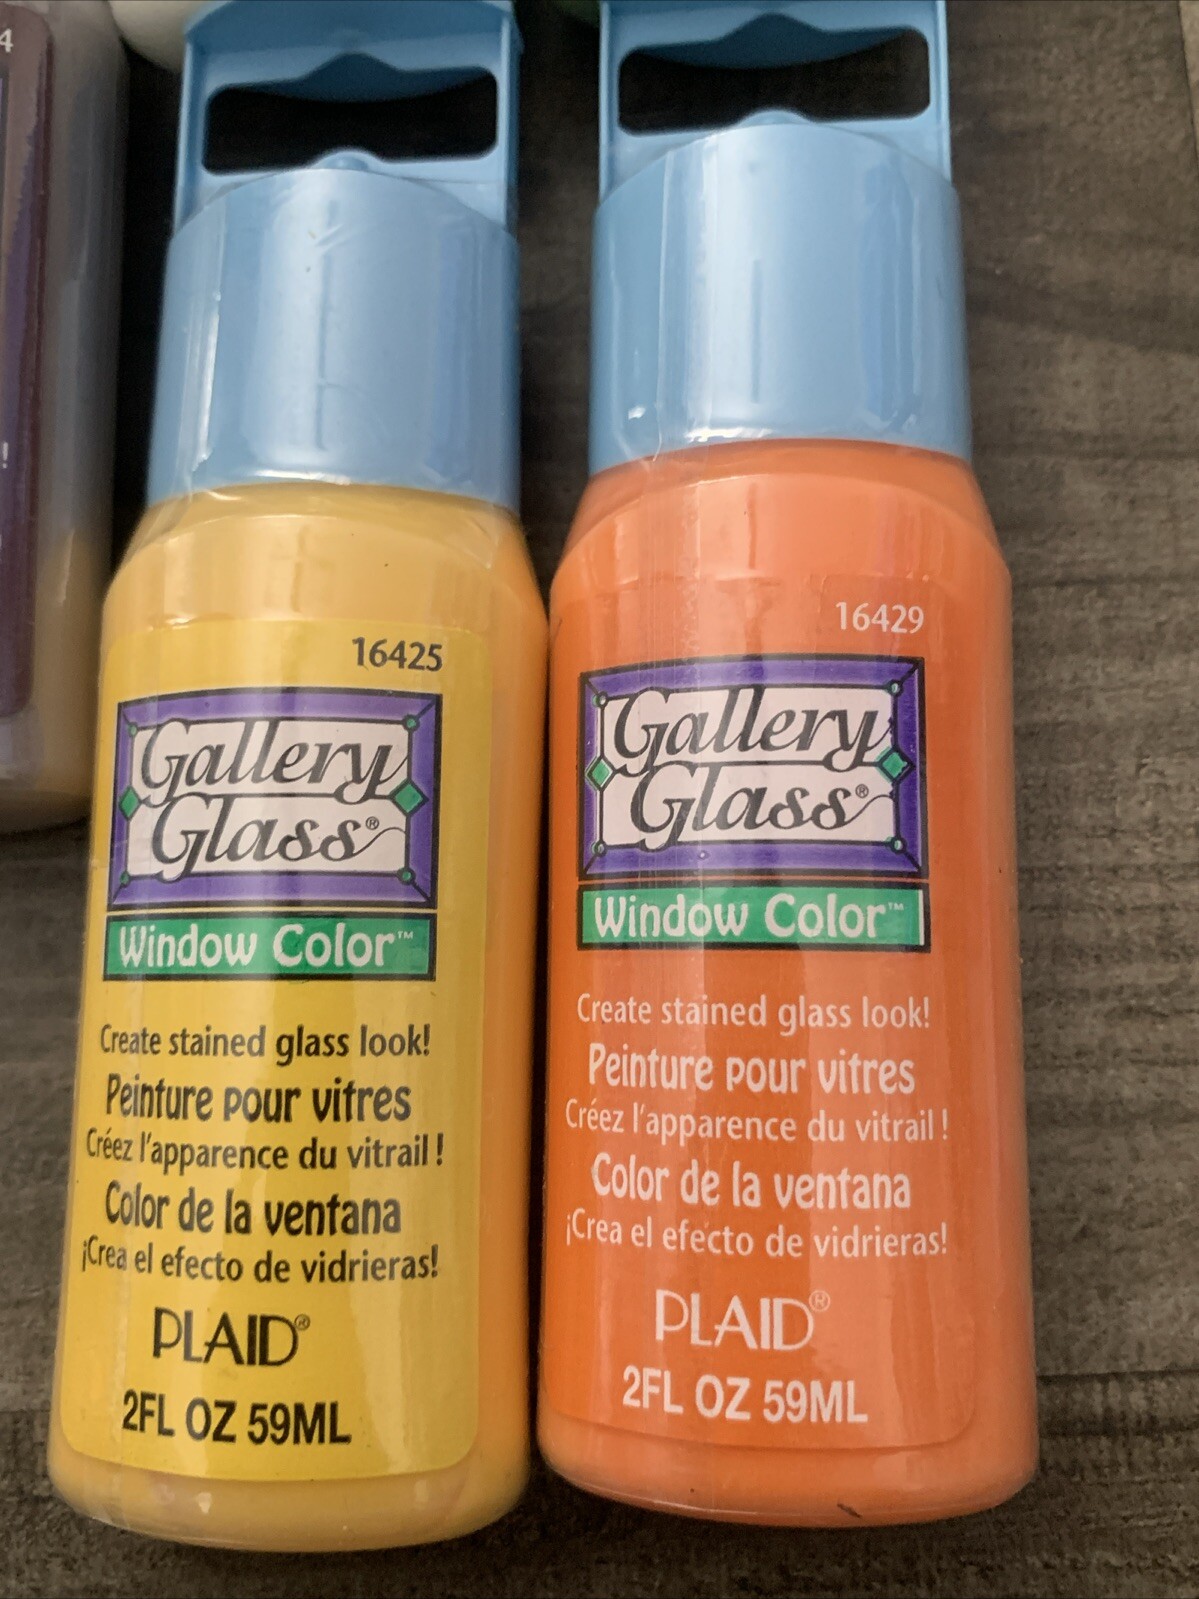 4
!
16425
Gallery
Glass®
Window Color™
Create stained glass look!
Peinture pour vitres
Créez l'apparence du vitrail !
Color de la ventana
¡Crea el efecto de vidrieras!
PLAID®
2FL OZ 59ML
16429
Gallery
Glass®
Window Color™
Create stained glass look!
Peinture pour vitres
Créez l'apparence du vitrail !
Color de la ventana
¡Crea el efecto de vidrieras!
PLAID®
2FL OZ 59ML